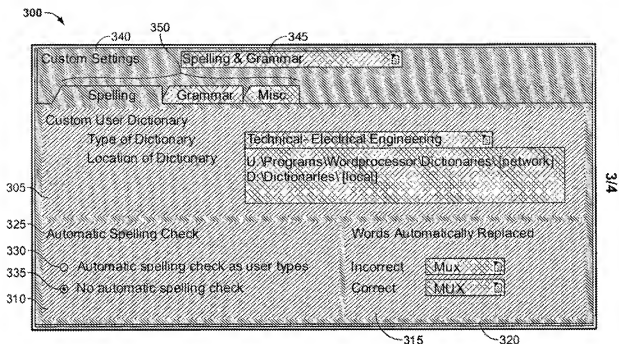 300
340
350
345
Custom Settings
Spelling & Grammar
Spelling
Grammar
Misc.
Custom User Dictionary
Type of Dictionary
Technical- Electrical Engineering
Location of Dictionary
U:\Programs\Wordprocessor\Dictionaries\ [network]
D:\Dictionaries\ [local]
305
3/4
325
Automatic Spelling Check
Words Automatically Replaced
330
Automatic spelling check as user types
Incorrect
Mux
335
No automatic spelling check
Correct
MUX
310
315
320